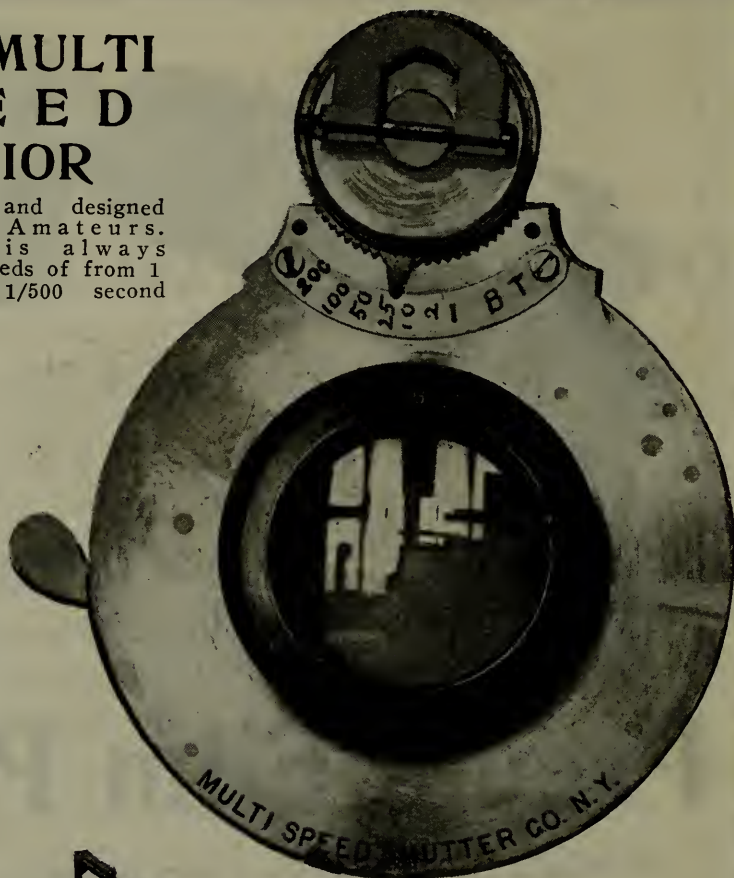 MULTI
EED
IOR
and designed
Amateurs.
is always
eds of from 1
1/500 second
200 100 50 25 10 2 1 B T
MULTI SPEED SHUTTER CO. N.Y.